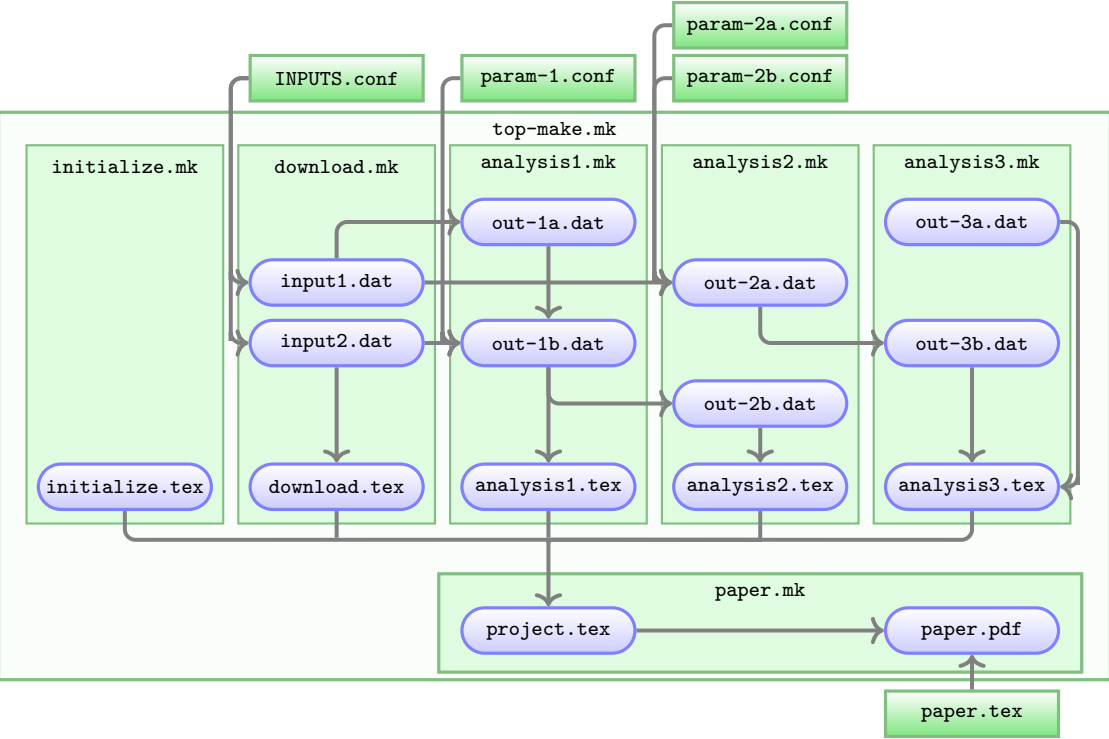 param-2a.conf
INPUTS.conf
param-1.conf
param-2b.conf
top-make.mk
initialize.mk
download.mk
analysis1.mk
analysis2.mk
analysis3.mk
out-1a.dat
out-3a.dat
input1.dat
out-2a.dat
input2.dat
out-1b.dat
out-3b.dat
out-2b.dat
initialize.tex
download.tex
analysis1.tex
analysis2.tex
analysis3.tex
paper.mk
project.tex
paper.pdf
paper.tex